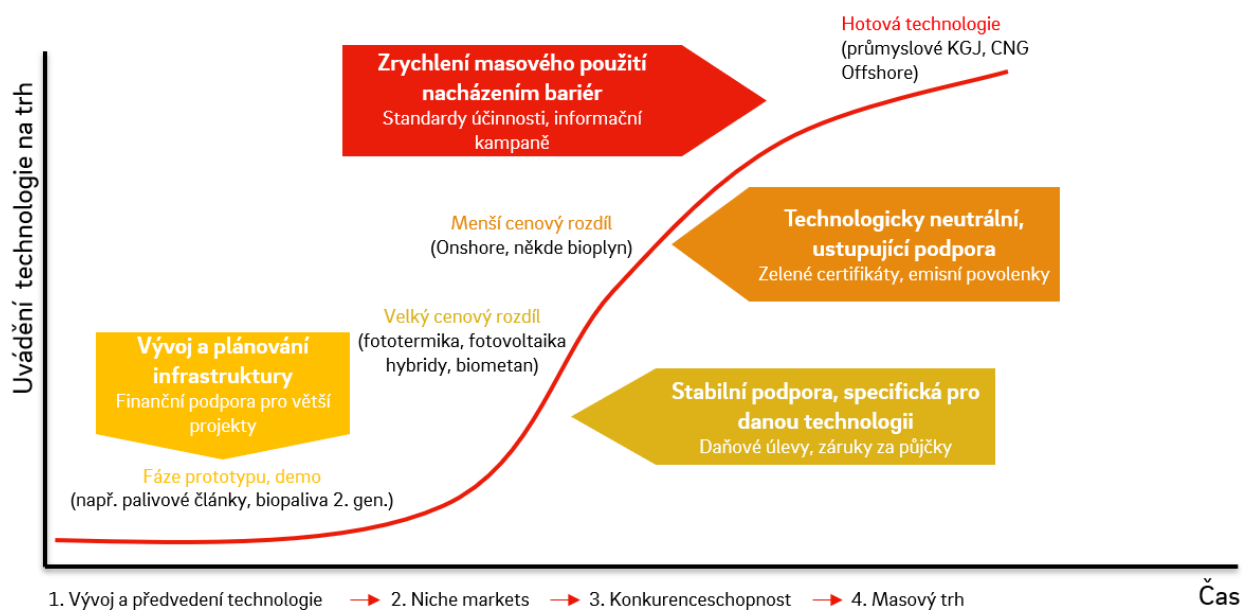 Hotová technologie
(průmyslové KGJ, CNG
Offshore)
Zrychlení masového použití
nacházením bariér
Standardy účinnosti, informační
kampaně
Uvádění technologie na trh
Menší cenový rozdíl
(Onshore, někde bioplyn)
Technologicky neutrální,
ustupující podpora
Zelené certifikáty, emisní povolenky
Velký cenový rozdíl
(fototermika, fotovoltaika
hybridy, biometan)
Vývoj a plánování
infrastruktury
Finanční podpora pro větší
projekty
Stabilní podpora, specifická pro
danou technologii
Daňové úlevy, záruky za půjčky
Fáze prototypu, demo
(např. palivové články, biopaliva 2. gen.)
1. Vývoj a předvedení technologie → 2. Niche markets → 3. Konkurenceschopnost → 4. Masový trh
Čas